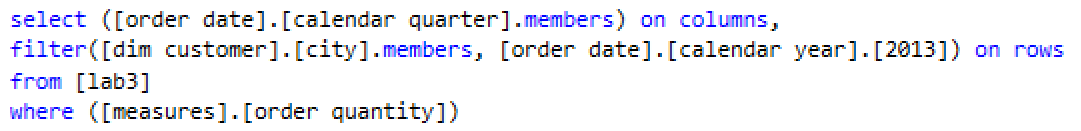 select ([order date].[calendar quarter].members) on columns,
filter([dim customer].[city].members, [order date].[calendar year].[2013]) on rows
from [lab3]
where ([measures].[order quantity])